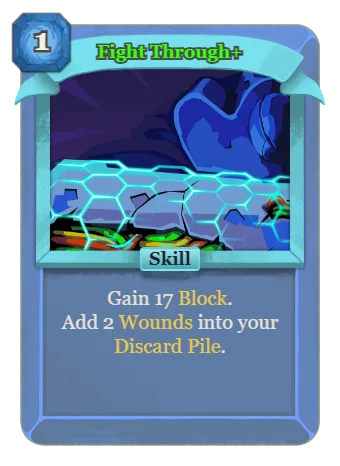 1
Fight Through+
Skill
Gain 17 Block.
Add 2 Wounds into your
Discard Pile.